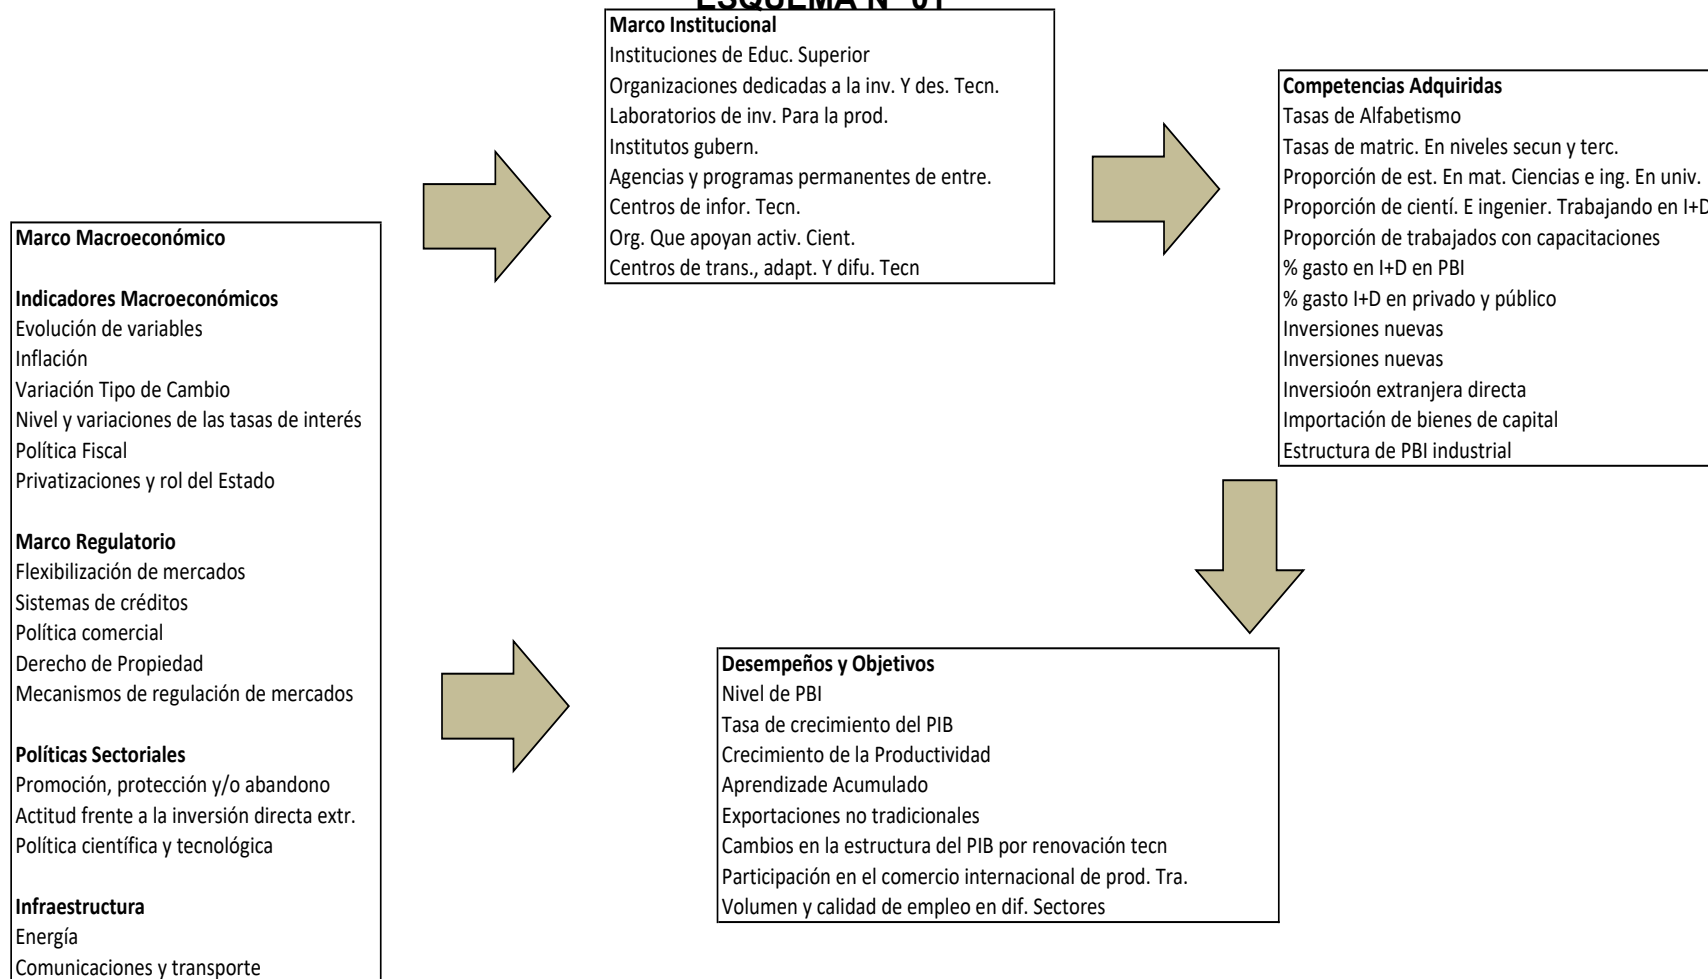 ESQUEMA N° 01
Marco Institucional
Instituciones de Educ. Superior
Organizaciones dedicadas a la inv. Y des. Tecn.
Laboratorios de inv. Para la prod.
Institutos gubern.
Agencias y programas permanentes de entre.
Centros de infor. Tecn.
Org. Que apoyan activ. Cient.
Centros de trans., adapt. Y difu. Tecn
Competencias Adquiridas
Tasas de Alfabetismo
Tasas de matric. En niveles secun y terc.
Proporción de est. En mat. Ciencias e ing. En univ.
Proporción de cientí. E ingenier. Trabajando en I+D
Proporción de trabajados con capacitaciones
% gasto en I+D en PBI
% gasto I+D en privado y público
Inversiones nuevas
Inversiones nuevas
Inversioón extranjera directa
Importación de bienes de capital
Estructura de PBI industrial
Marco Macroeconómico
Indicadores Macroeconómicos
Evolución de variables
Inflación
Variación Tipo de Cambio
Nivel y variaciones de las tasas de interés
Política Fiscal
Privatizaciones y rol del Estado
Marco Regulatorio
Flexibilización de mercados
Sistemas de créditos
Política comercial
Derecho de Propiedad
Mecanismos de regulación de mercados
Políticas Sectoriales
Promoción, protección y/o abandono
Actitud frente a la inversión directa extr.
Política científica y tecnológica
Infraestructura
Energía
Comunicaciones y transporte
Desempeños y Objetivos
Nivel de PBI
Tasa de crecimiento del PIB
Crecimiento de la Productividad
Aprendizade Acumulado
Exportaciones no tradicionales
Cambios en la estructura del PIB por renovación tecn
Participación en el comercio internacional de prod. Tra.
Volumen y calidad de empleo en dif. Sectores